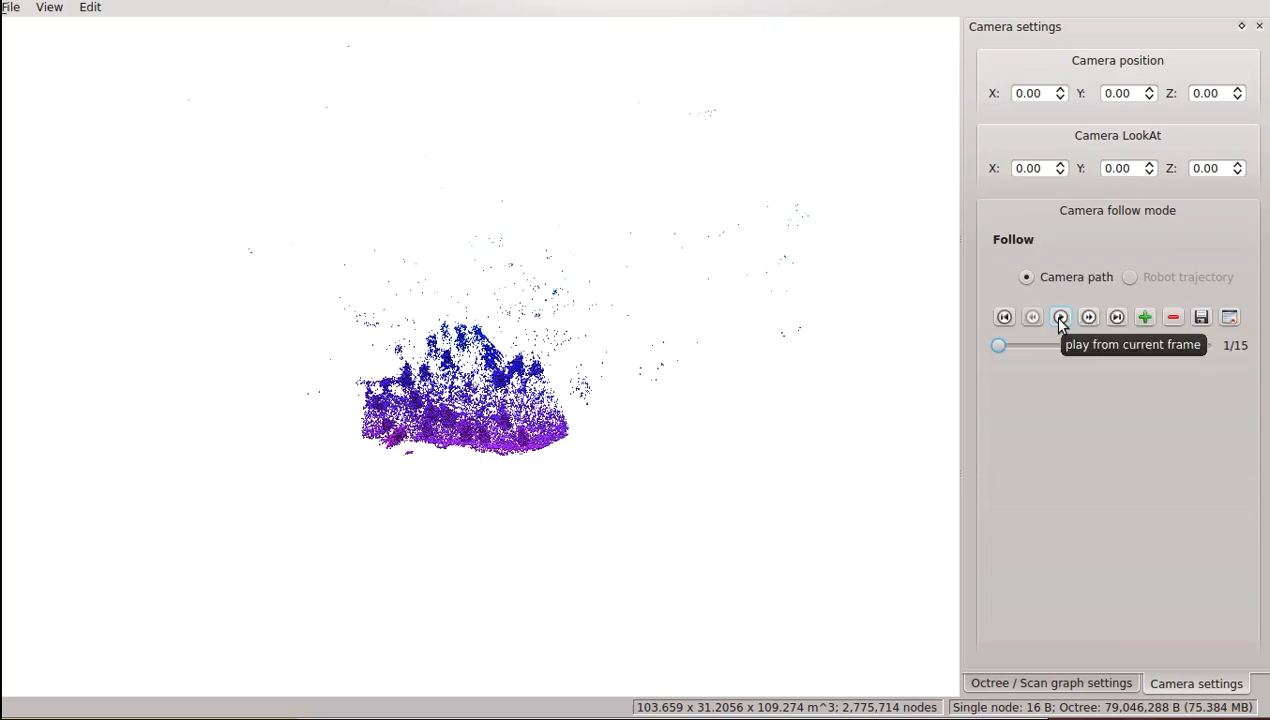 File View Edit
Camera settings
Camera position
X: 0.00 Y: 0.00 Z: 0.00
Camera LookAt
X: 0.00 Y: 0.00 Z: 0.00
Camera follow mode
Follow
Camera path Robot trajectory
play from current frame 1/15
Octree / Scan graph settings Camera settings
103.659 x 31.2056 x 109.274 m^3; 2,775,714 nodes Single node: 16 B; Octree: 79,046,288 B (75.384 MB)